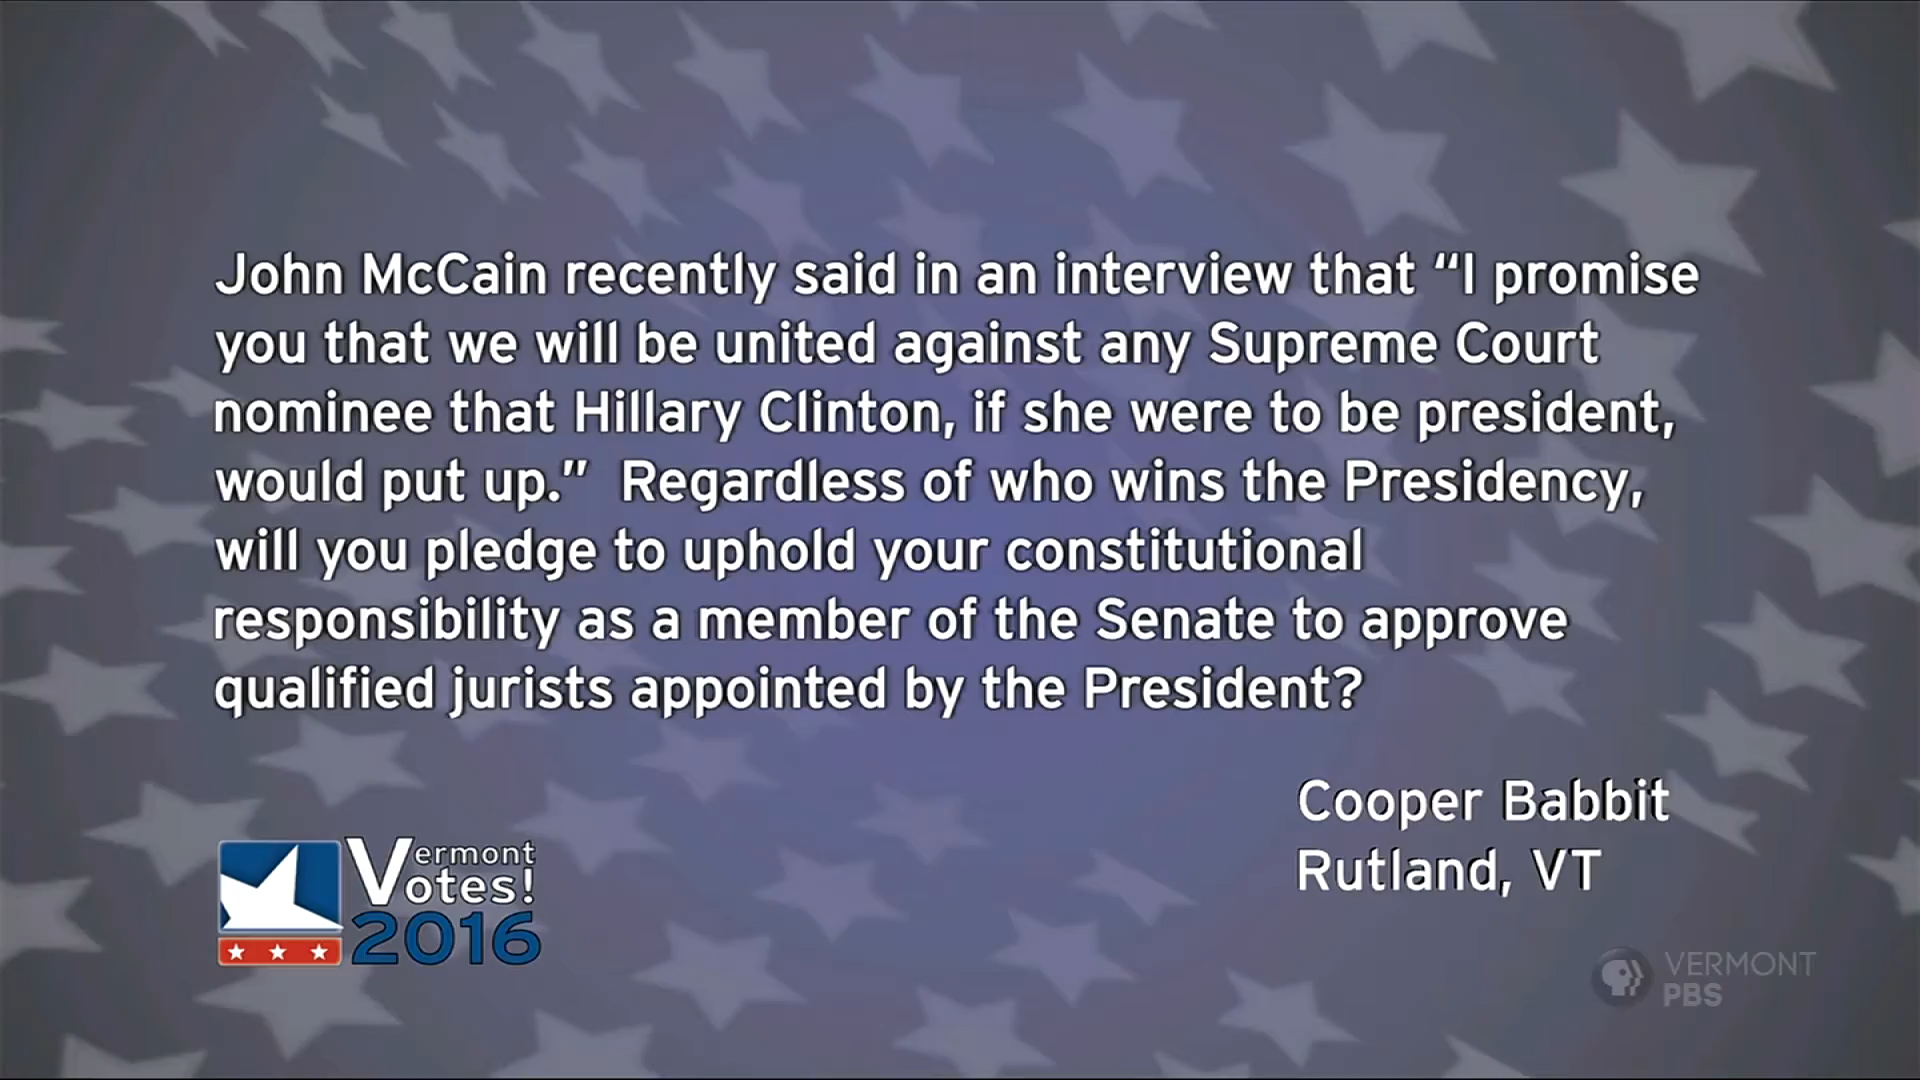 John McCain recently said in an interview that “I promise
you that we will be united against any Supreme Court
nominee that Hillary Clinton, if she were to be president,
would put up.”  Regardless of who wins the Presidency,
will you pledge to uphold your constitutional
responsibility as a member of the Senate to approve
qualified jurists appointed by the President?
Cooper Babbit
Rutland, VT
Vermont
Votes!
2016
VERMONT
PBS